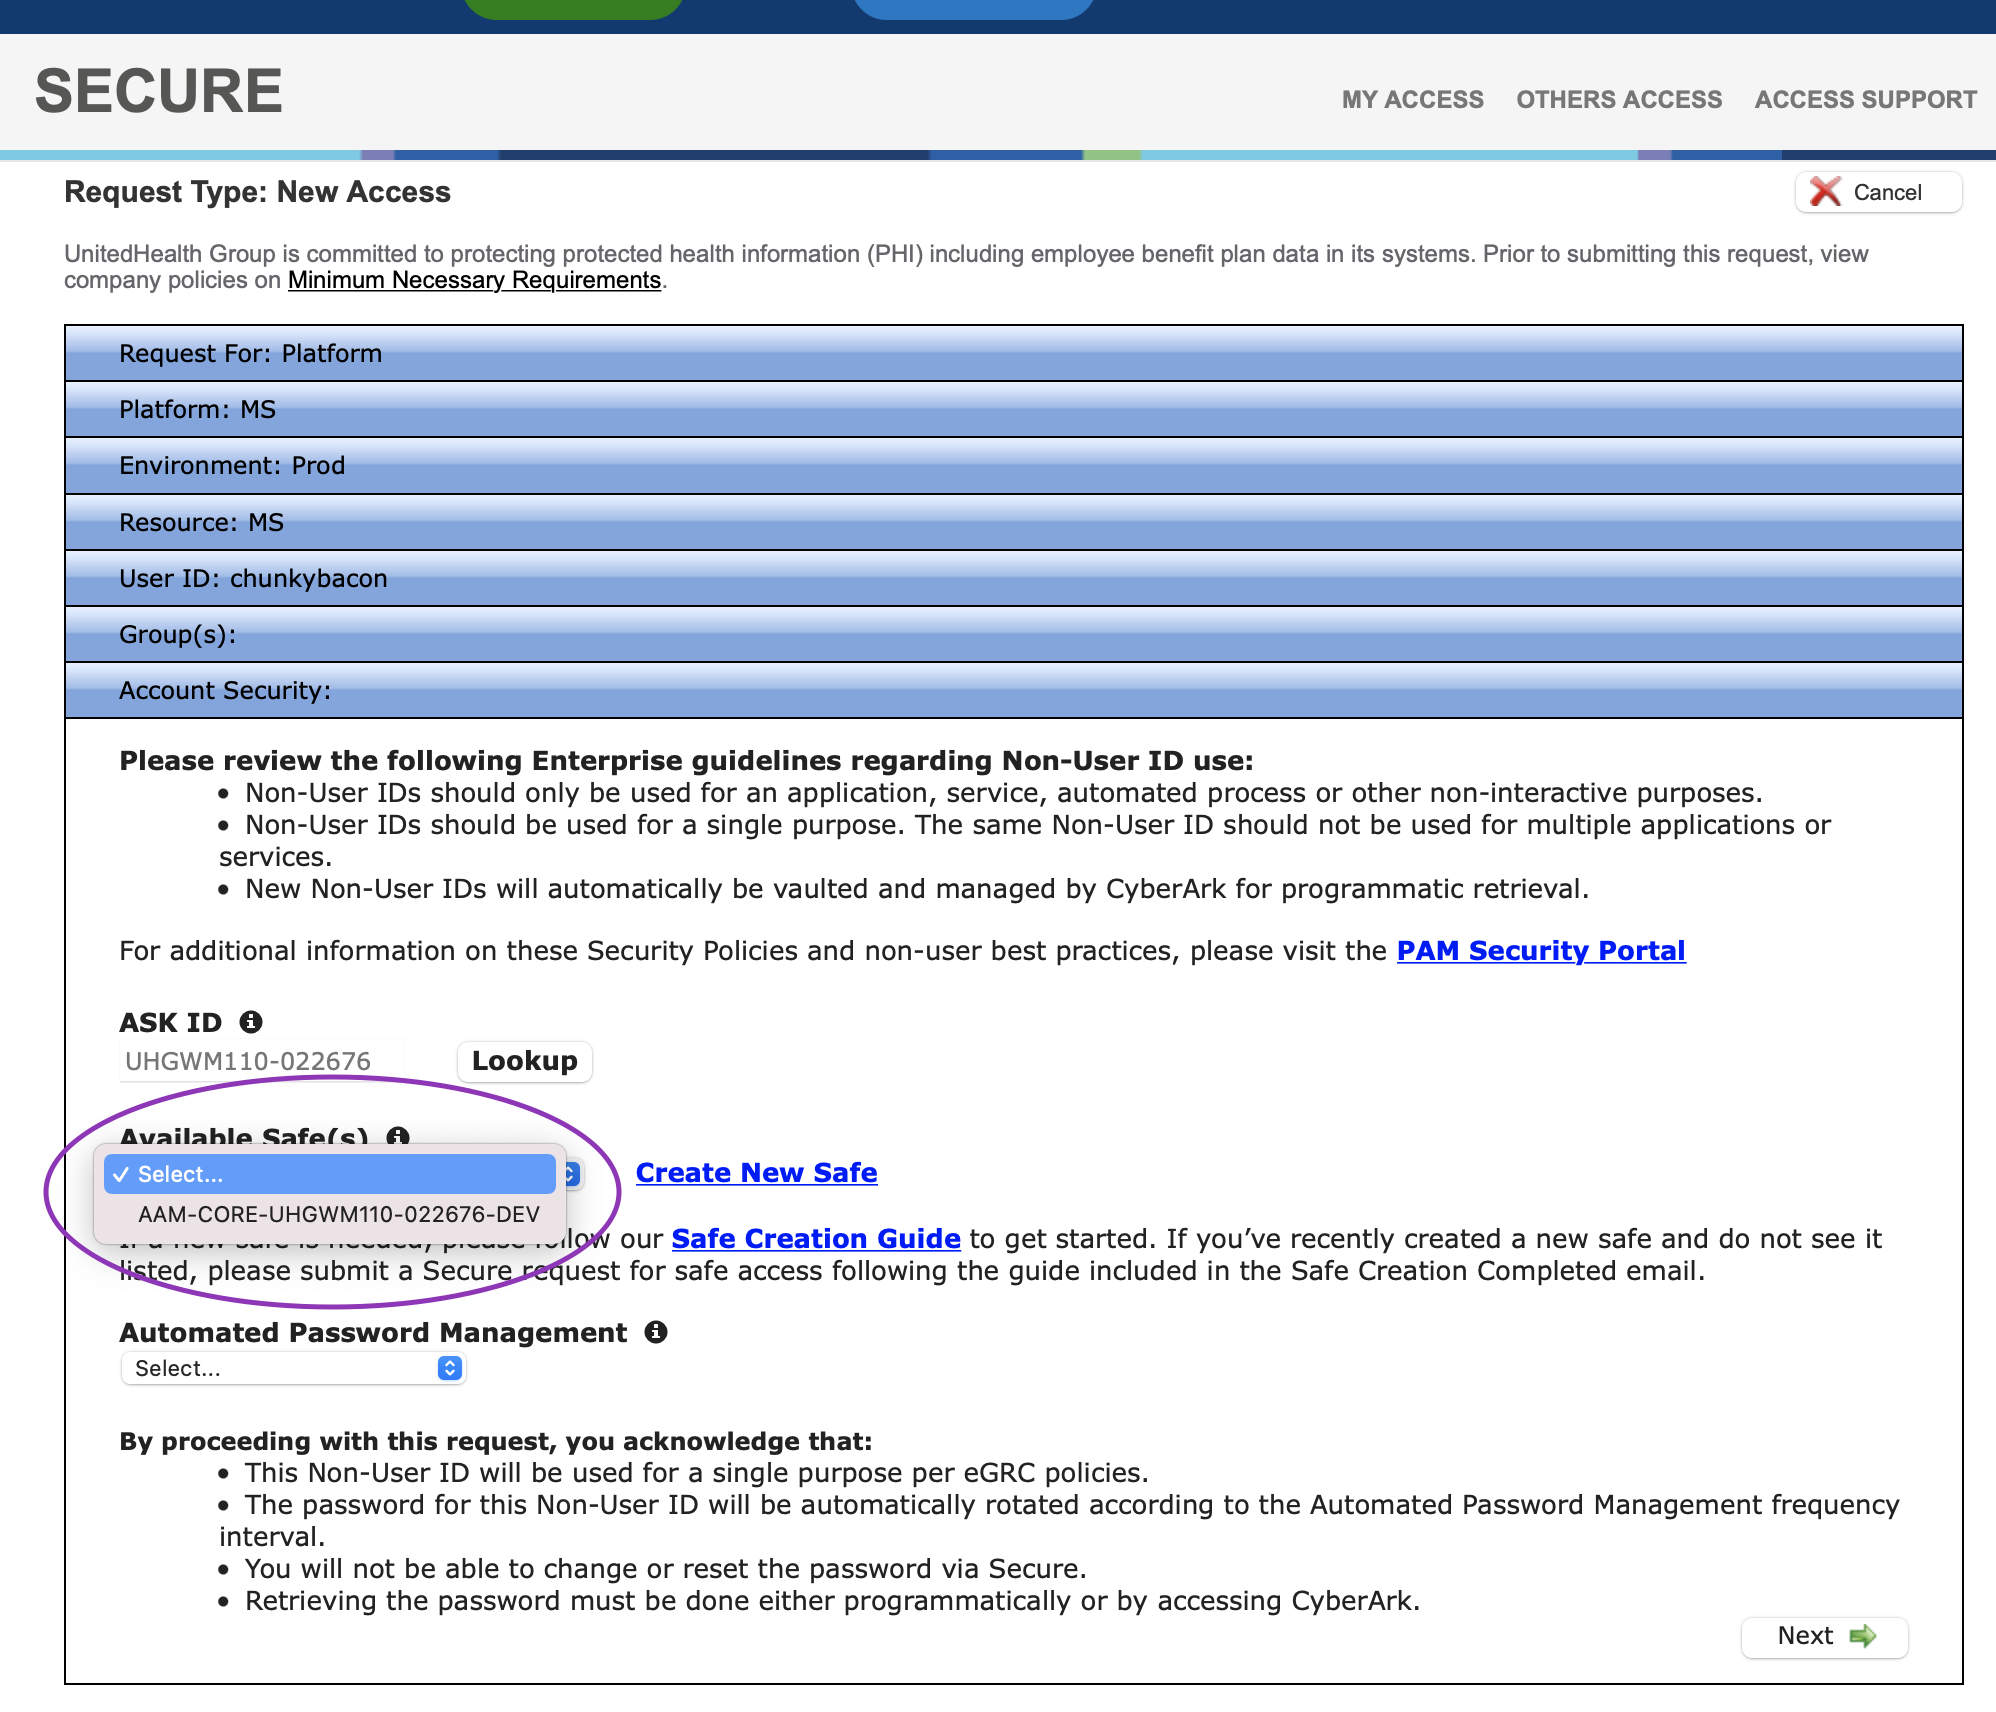 SECURE
MY ACCESS OTHERS ACCESS ACCESS SUPPORT
Request Type: New Access
Cancel
UnitedHealth Group is committed to protecting protected health information (PHI) including employee benefit plan data in its systems. Prior to submitting this request, view
company policies on Minimum Necessary Requirements.
Request For: Platform
Platform: MS
Environment: Prod
Resource: MS
User ID: chunkybacon
Group(s):
Account Security:
Please review the following Enterprise guidelines regarding Non-User ID use:
• Non-User IDs should only be used for an application, service, automated process or other non-interactive purposes.
• Non-User IDs should be used for a single purpose. The same Non-User ID should not be used for multiple applications or
services.
• New Non-User IDs will automatically be vaulted and managed by CyberArk for programmatic retrieval.
For additional information on these Security Policies and non-user best practices, please visit the PAM Security Portal
ASK ID
UHGWM110-022676 Lookup
Available Safe(s)
✓ Select...
Create New Safe
AAM-CORE-UHGWM110-022676-DEV
If a new safe is needed, please follow our Safe Creation Guide to get started. If you’ve recently created a new safe and do not see it
listed, please submit a Secure request for safe access following the guide included in the Safe Creation Completed email.
Automated Password Management
Select...
By proceeding with this request, you acknowledge that:
• This Non-User ID will be used for a single purpose per eGRC policies.
• The password for this Non-User ID will be automatically rotated according to the Automated Password Management frequency
interval.
• You will not be able to change or reset the password via Secure.
• Retrieving the password must be done either programmatically or by accessing CyberArk.
Next